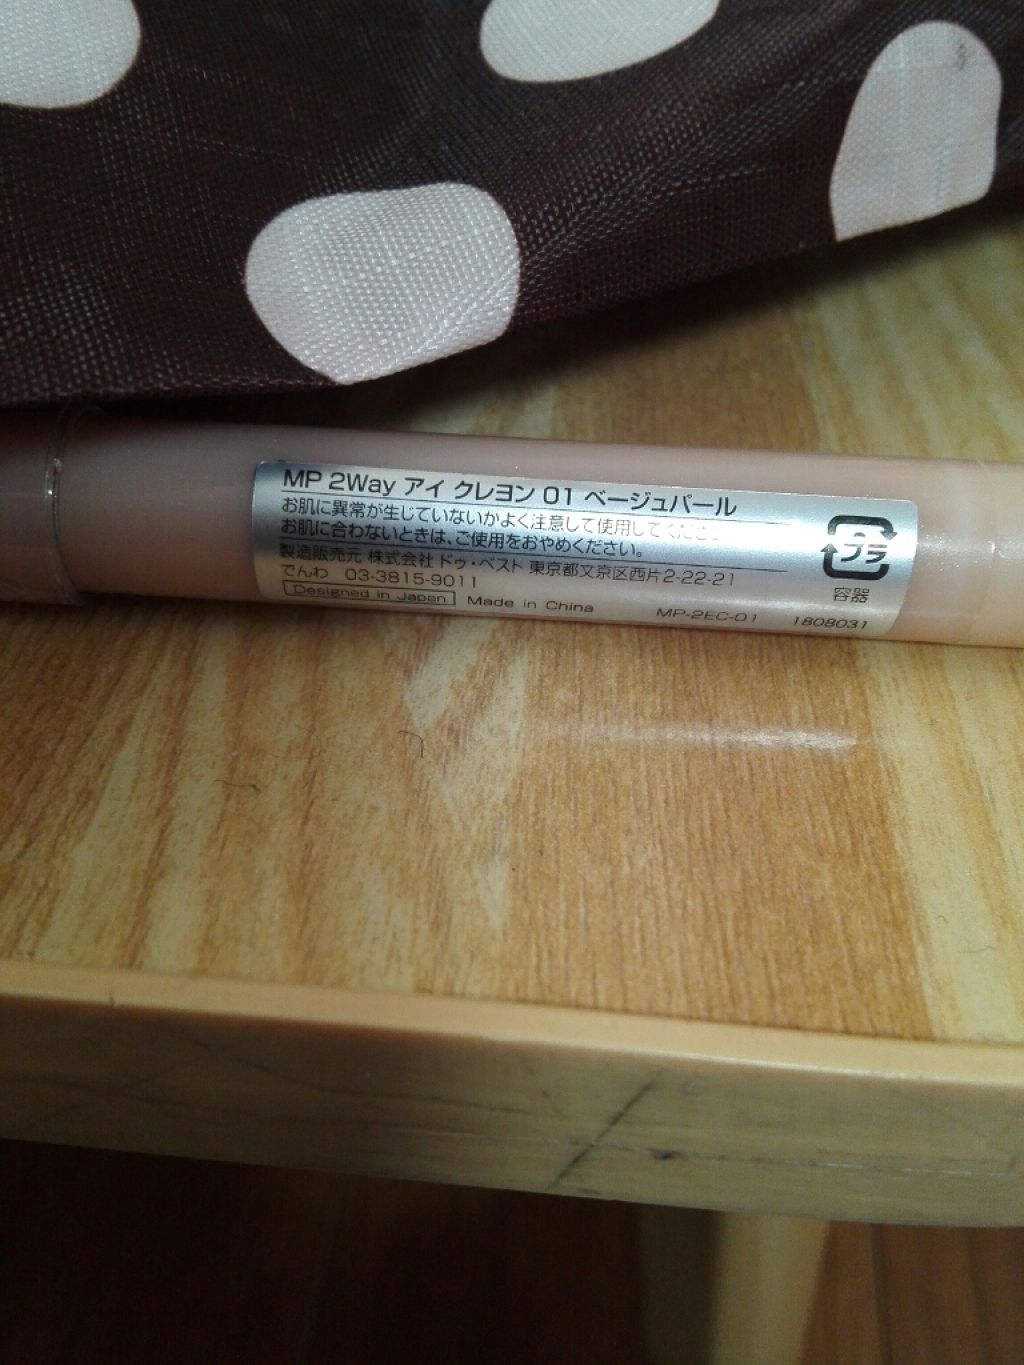 MP 2Way アイ クレヨン 01 ベージュパール
お肌に異常が生じていないかよく注意して使用してください。
お肌に合わないときは、ご使用をおやめください。
製造販売元 株式会社 ドゥ・ベスト 東京都文京区西片2-22-21
でんわ 03-3815-9011
Designed in Japan Made in China MP-2EC-01 1808031
プラ
容器